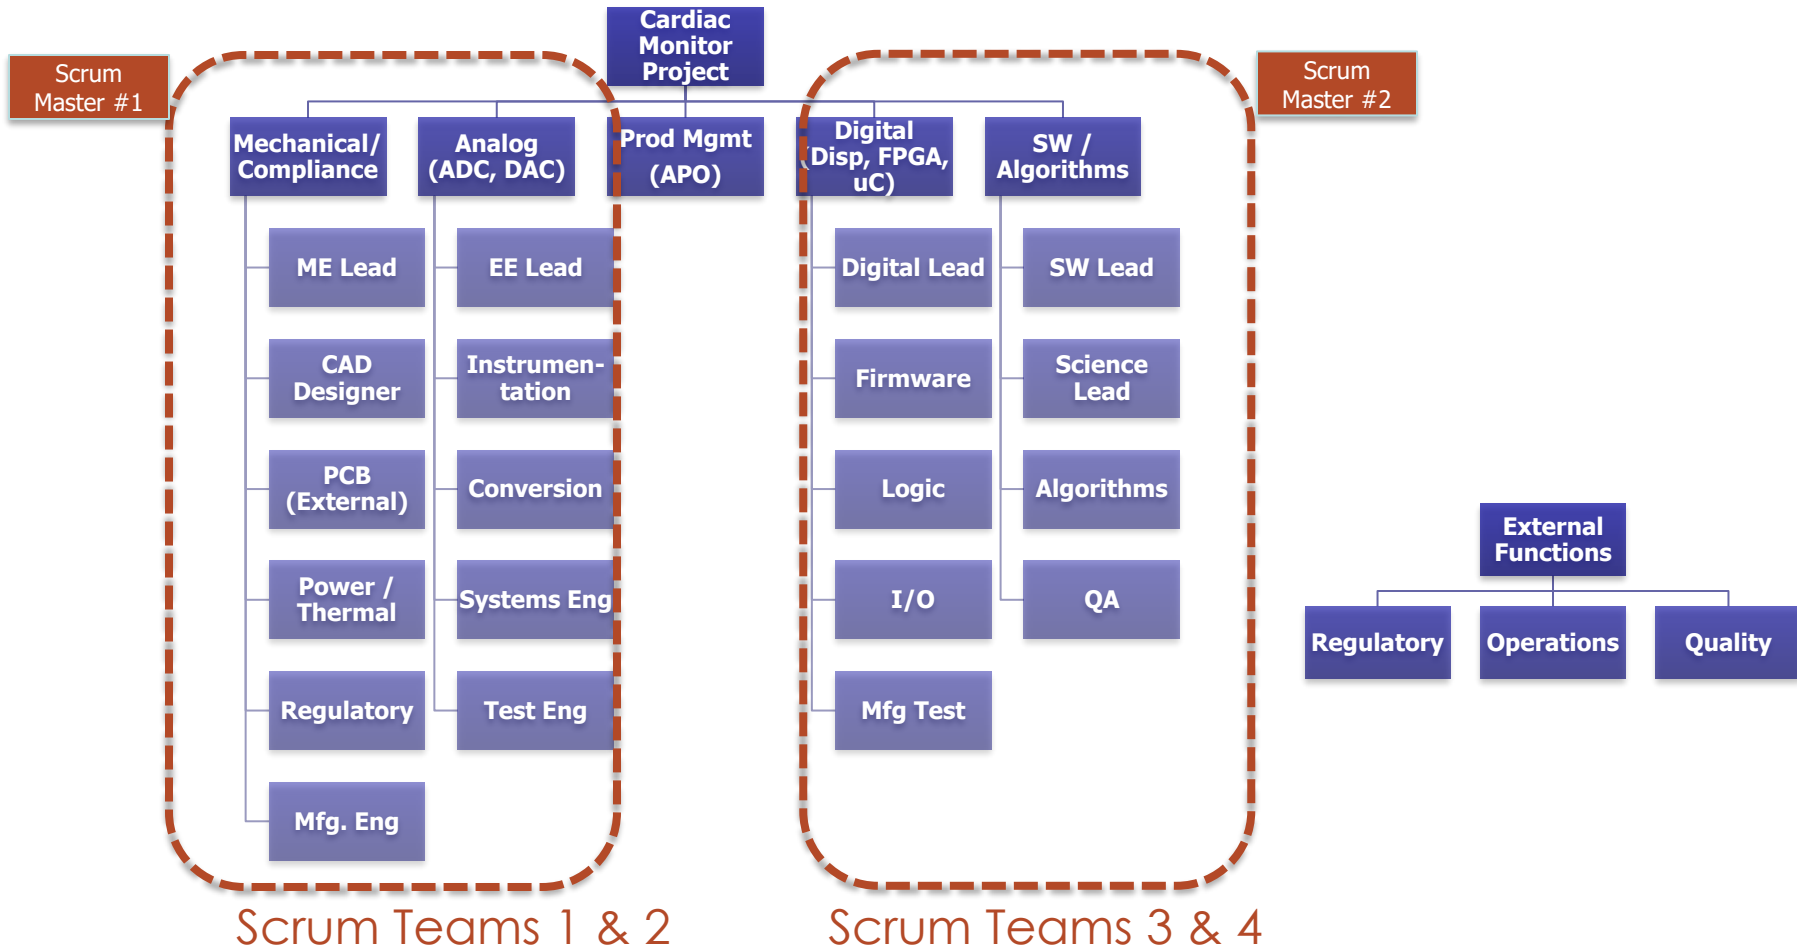 Cardiac
Monitor
Project
Scrum
Master #1
Scrum
Master #2
Mechanical/
Compliance
Analog
(ADC, DAC)
Prod Mgmt
(APO)
Digital
(Disp, FPGA,
uC)
SW /
Algorithms
ME Lead
EE Lead
Digital Lead
SW Lead
CAD
Designer
Instrumen-
tation
Firmware
Science
Lead
PCB
(External)
Conversion
Logic
Algorithms
Power /
Thermal
Systems Eng
I/O
QA
Regulatory
Test Eng
Mfg Test
Mfg. Eng
External
Functions
Regulatory
Operations
Quality
Scrum Teams 1 & 2
Scrum Teams 3 & 4